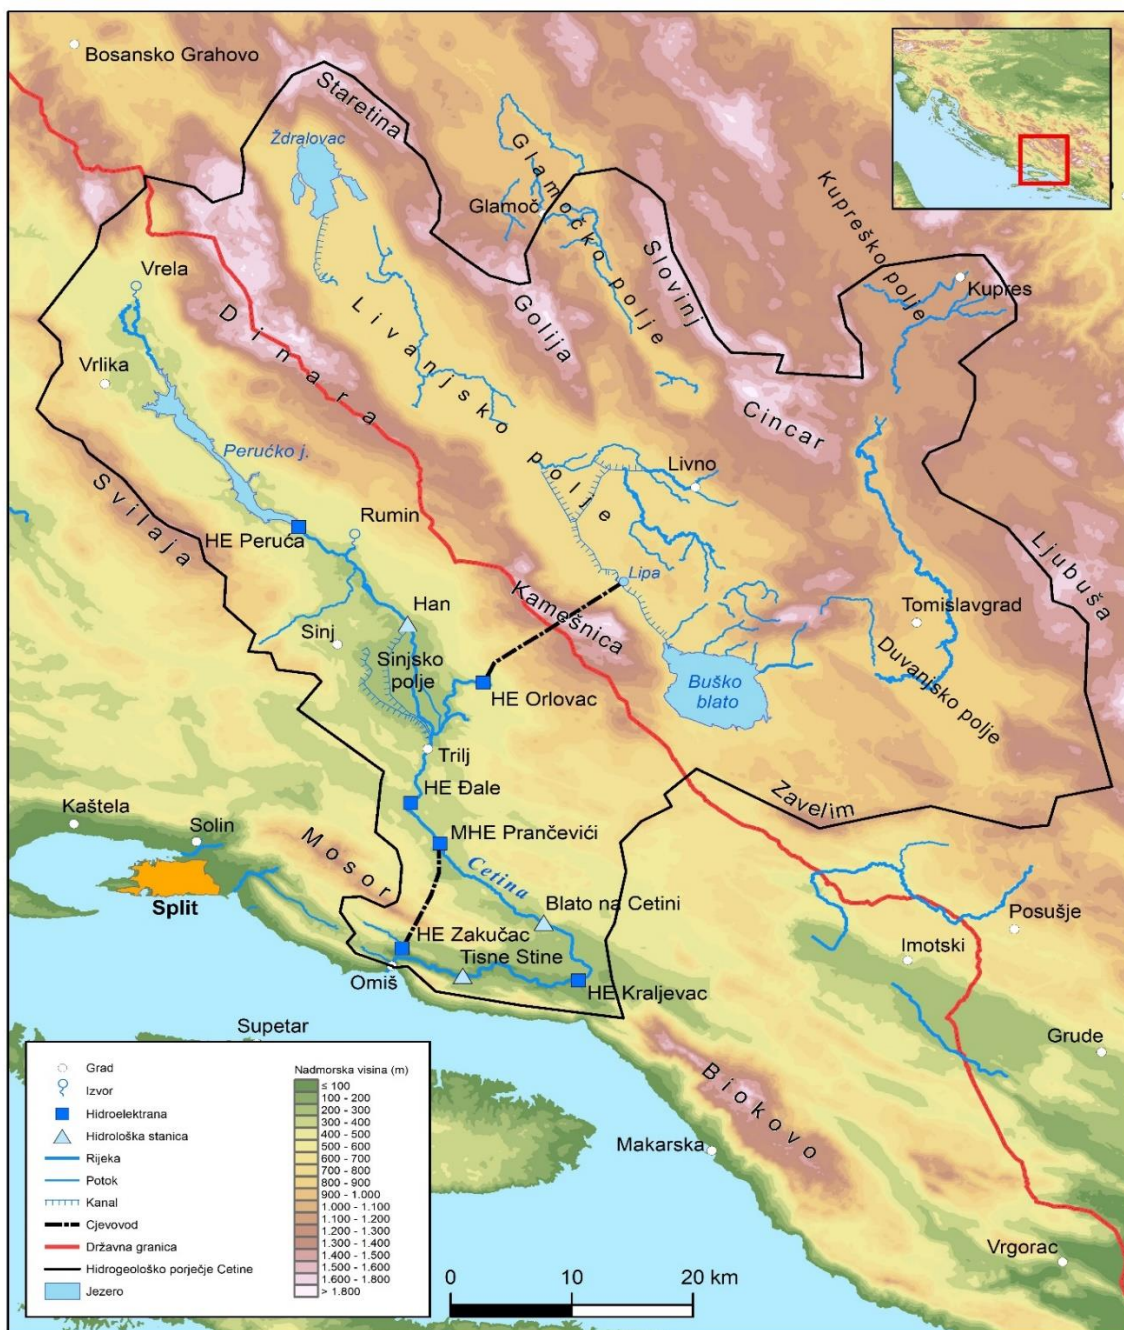 Bosansko Grahovo
Staretina
Ždralovac
Glamočko polje
Glamoč
Kupreško polje
Kupres
Slovinj
Golija
Vrela
Dinara
Livanjsko polje
Vrlika
Cincar
Perućko j.
Livno
Svilaja
Rumin
HE Peruća
Ljubuša
Lipa
Kamešnica
Tomislavgrad
Han
Sinj
Sinjsko
polje
Duvanjsko polje
HE Orlovac
Buško
blato
Trilj
HE Đale
Zavelim
Kaštela
Solin
MHE Prančevići
Mosor
Cetina
Split
Blato na Cetini
Posušje
HE Zakučac
Imotski
Tisne Stine
Omiš
HE Kraljevac
Supetar
Grude
Biokovo
Makarska
Vrgorac
Grad
Izvor
Hidroelektrana
Hidrološka stanica
Rijeka
Potok
Kanal
Cjevovod
Državna granica
Hidrogeološko porječje Cetine
Jezero
Nadmorska visina (m)
≤ 100
100 - 200
200 - 300
300 - 400
400 - 500
500 - 600
600 - 700
700 - 800
800 - 900
900 - 1.000
1.000 - 1.100
1.100 - 1.200
1.200 - 1.300
1.300 - 1.400
1.400 - 1.500
1.500 - 1.600
1.600 - 1.800
> 1.800
0 10 20 km